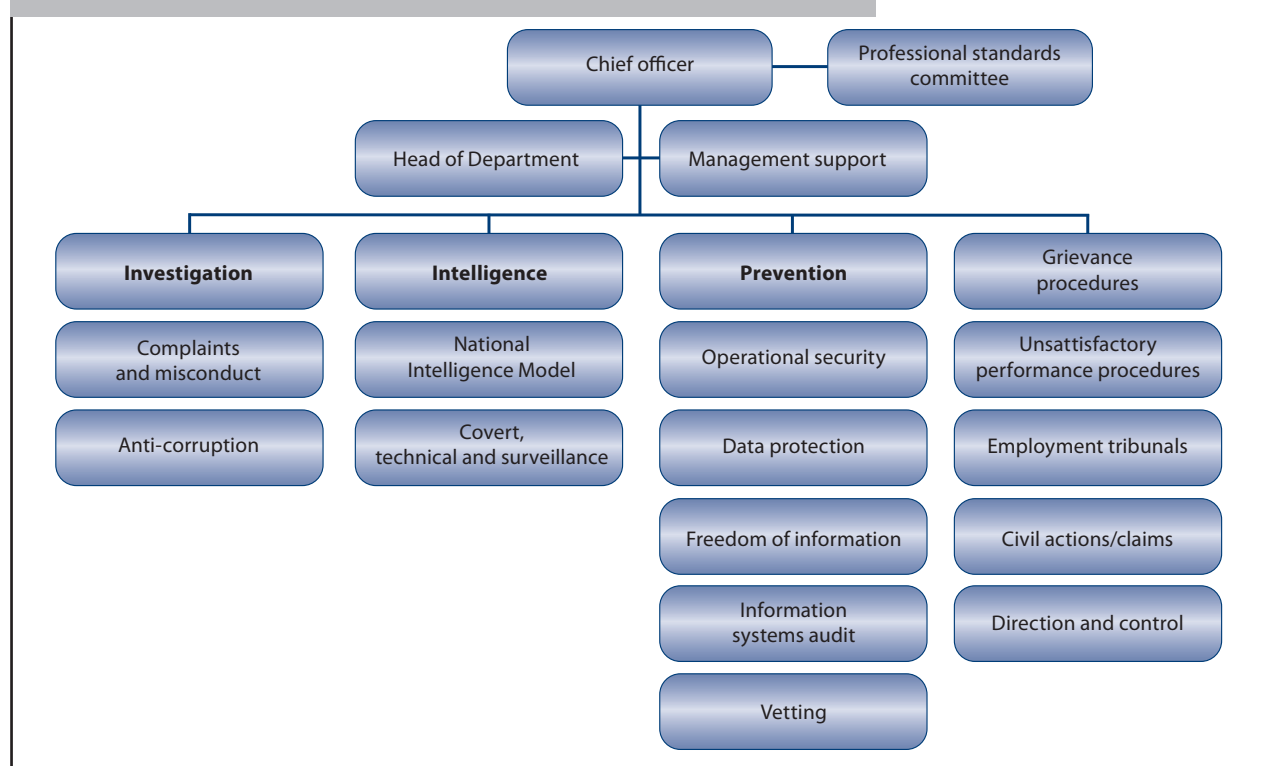 Chief officer
Professional standards
committee
Head of Department
Management support
Investigation
Complaints
and misconduct
Anti-corruption
Intelligence
National
Intelligence Model
Covert,
technical and surveillance
Prevention
Operational security
Data protection
Freedom of information
Information
systems audit
Vetting
Grievance
procedures
Unsatisfactory
performance procedures
Employment tribunals
Civil actions/claims
Direction and control